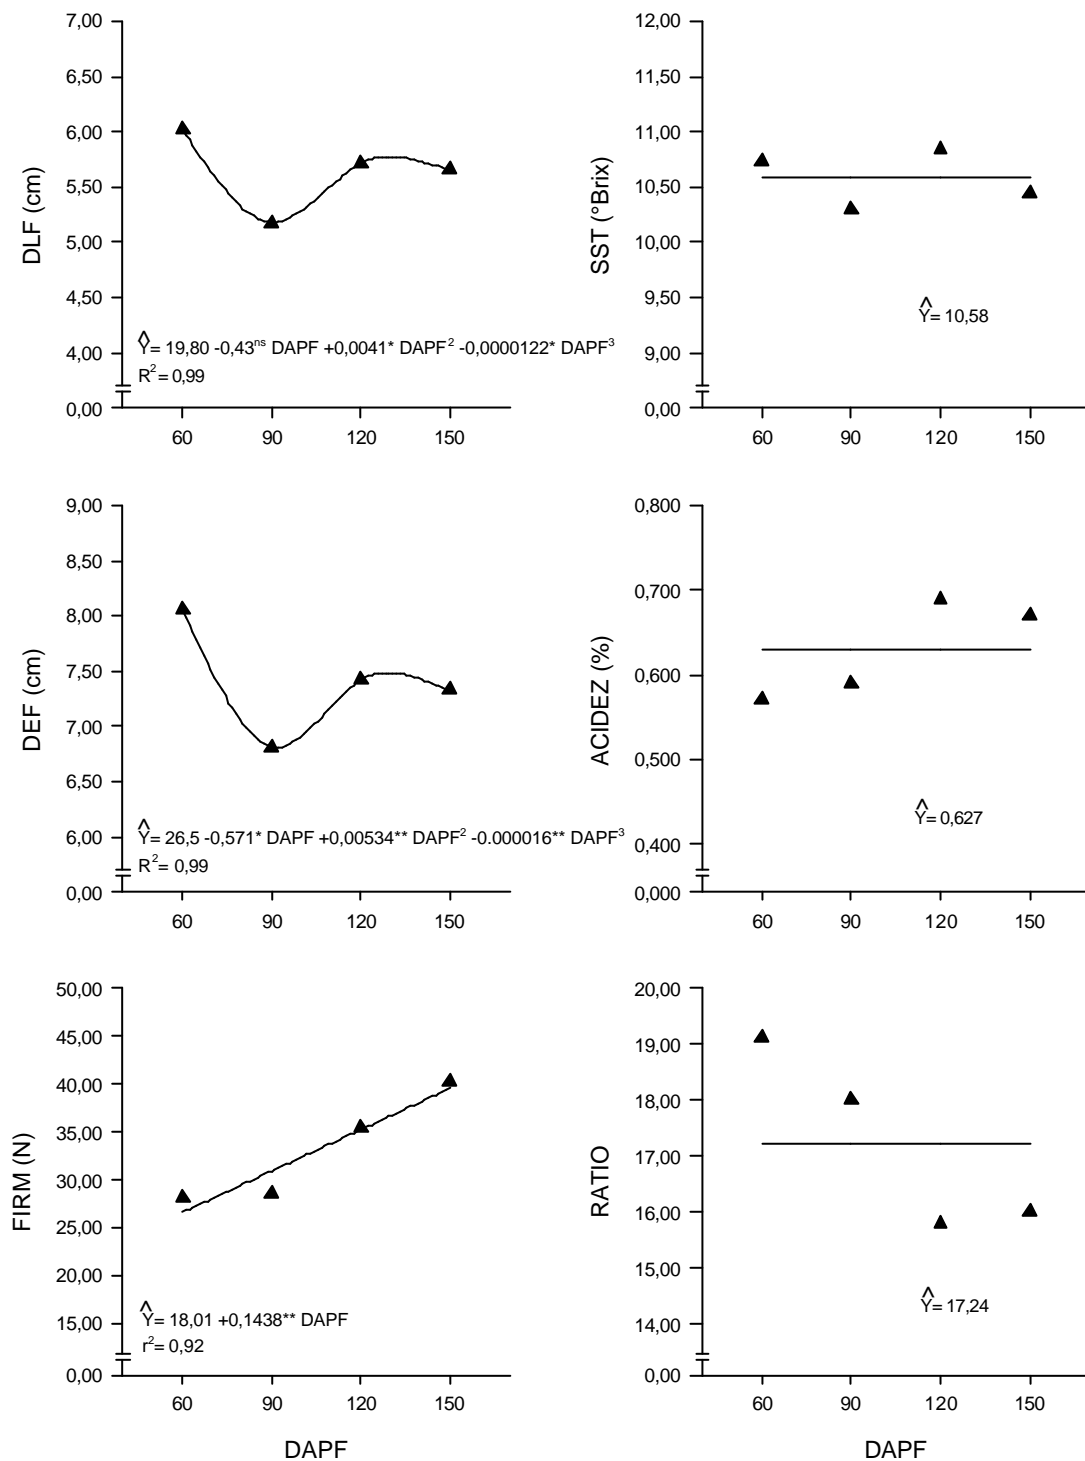 7,00
6,50
6,00
5,50
5,00
4,50
4,00
0,00
DLF (cm)
Ŷ= 19,80 -0,43ns DAPF +0,0041* DAPF2 -0,0000122* DAPF3
R2= 0,99
60 90 120 150
12,00
11,50
11,00
10,50
10,00
9,50
9,00
0,00
SST (°Brix)
Ŷ= 10,58
60 90 120 150
9,00
8,50
8,00
7,50
7,00
6,50
6,00
0,00
DEF (cm)
Ŷ= 26,5 -0,571* DAPF +0,00534** DAPF2 -0.000016** DAPF3
R2= 0,99
60 90 120 150
0,800
0,700
0,600
0,500
0,400
0,000
ACIDEZ (%)
Ŷ= 0,627
60 90 120 150
50,00
45,00
40,00
35,00
30,00
25,00
20,00
15,00
0,00
FIRM (N)
Ŷ= 18,01 +0,1438** DAPF
r2= 0,92
60 90 120 150
DAPF
20,00
19,00
18,00
17,00
16,00
15,00
14,00
0,00
RATIO
Ŷ= 17,24
60 90 120 150
DAPF